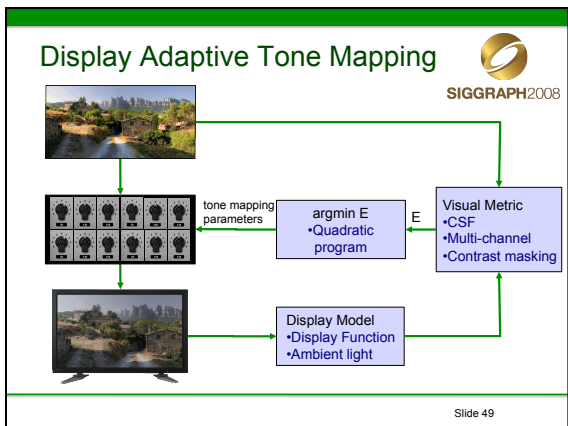 Display Adaptive Tone Mapping
SIGGRAPH2008
tone mapping
parameters
argmin E
•Quadratic
program
E
Visual Metric
•CSF
•Multi-channel
•Contrast masking
Display Model
•Display Function
•Ambient light
Slide 49